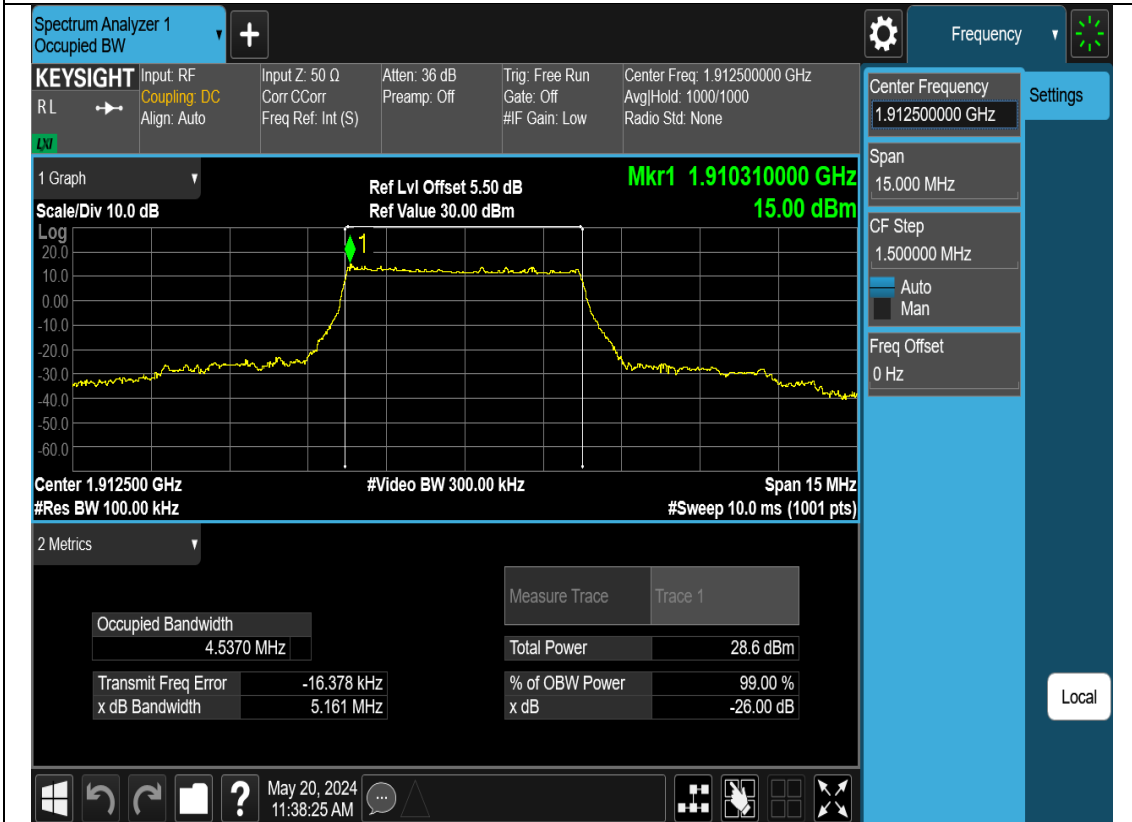 Spectrum Analyzer 1
Occupied BW
+
Frequency
KEYSIGHT
RL
LXI
Input: RF
Coupling: DC
Align: Auto
Input Z: 50 Ω
Corr CCorr
Freq Ref: Int (S)
Atten: 36 dB
Preamp: Off
Trig: Free Run
Gate: Off
#IF Gain: Low
Center Freq: 1.912500000 GHz
Avg|Hold: 1000/1000
Radio Std: None
Center Frequency
1.912500000 GHz
Settings
Span
15.000 MHz
CF Step
1.500000 MHz
Auto
Man
Freq Offset
0 Hz
Local
1 Graph
Scale/Div 10.0 dB
Ref Lvl Offset 5.50 dB
Ref Value 30.00 dBm
Mkr1 1.910310000 GHz
15.00 dBm
Log
1
20.0
10.0
0.00
-10.0
-20.0
-30.0
-40.0
-50.0
-60.0
Center 1.912500 GHz
#Video BW 300.00 kHz
Span 15 MHz
#Res BW 100.00 kHz
#Sweep 10.0 ms (1001 pts)
2 Metrics
Measure Trace Trace 1
Occupied Bandwidth
4.5370 MHz
Total Power 28.6 dBm
Transmit Freq Error -16.378 kHz
% of OBW Power 99.00 %
x dB Bandwidth 5.161 MHz
x dB -26.00 dB
?
May 20, 2024
11:38:25 AM